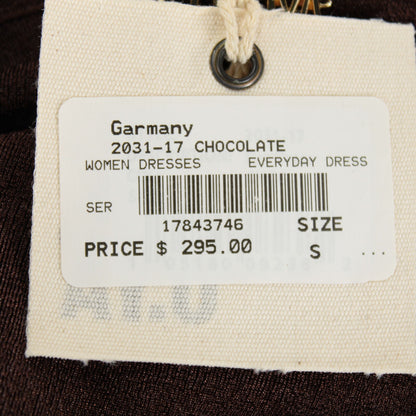 Garmany
2031-17 CHOCOLATE
WOMEN DRESSES EVERYDAY DRESS
SER
17843746 SIZE
PRICE $ 295.00 S ...